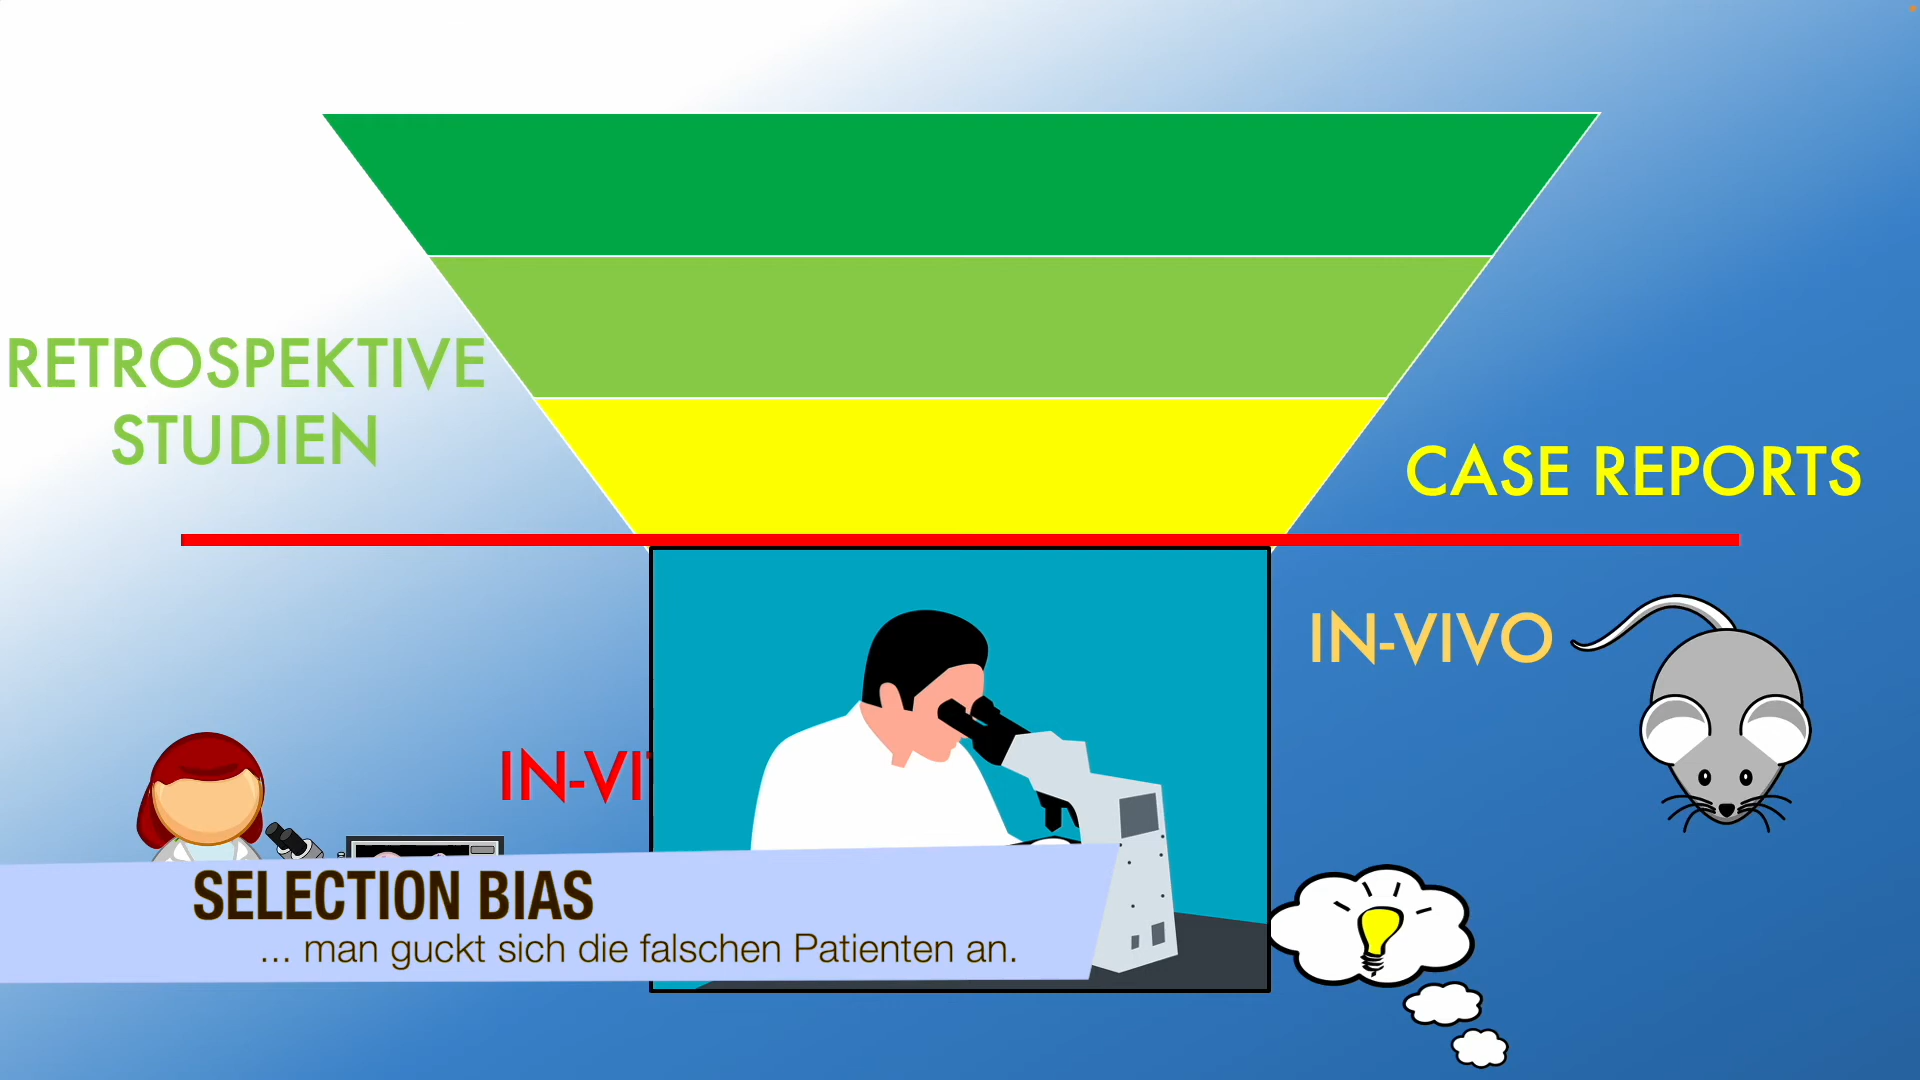 RETROSPEKTIVE
STUDIEN
CASE REPORTS
IN-VIVO
SELECTION BIAS
... man guckt sich die falschen Patienten an.